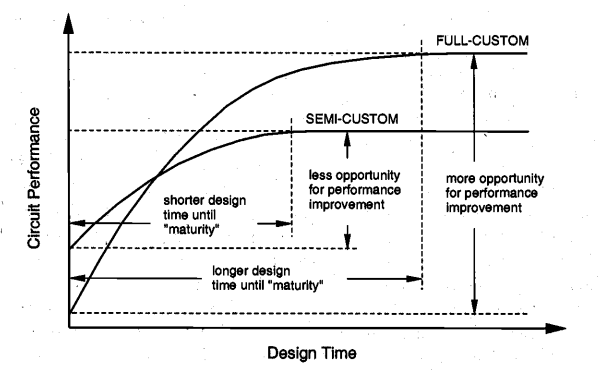 FULL-CUSTOM
SEMI-CUSTOM
less opportunity
for performance
improvement
more opportunity
for performance
improvement
shorter design
time until
"maturity"
longer design
time until "maturity"
Circuit Performance
Design Time